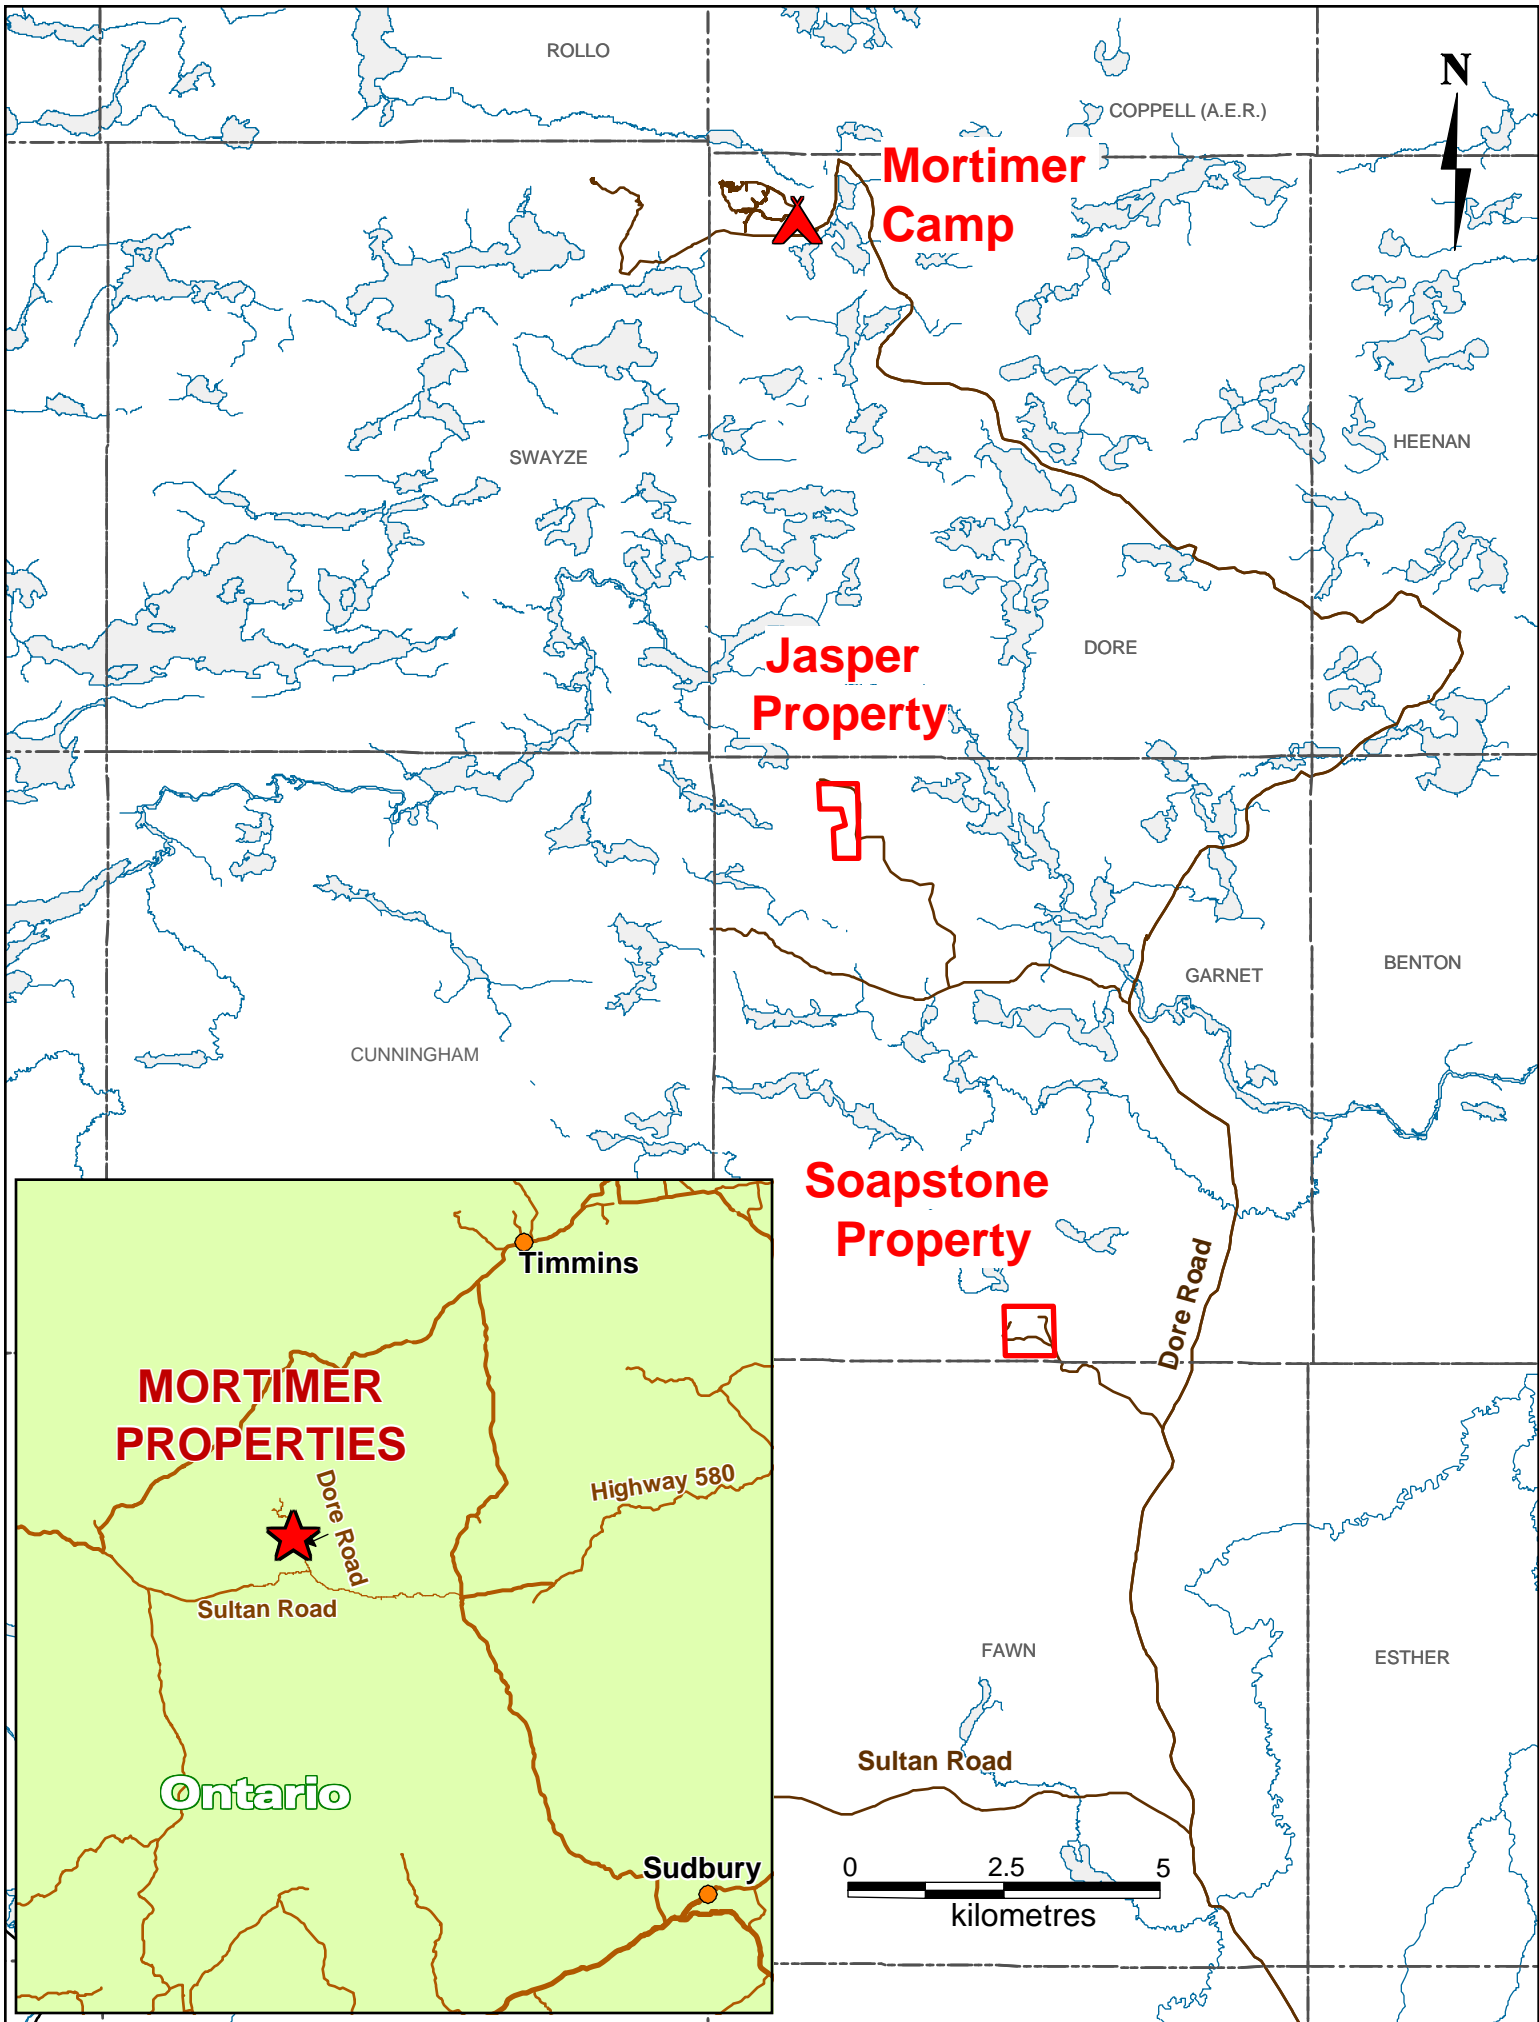 ROLLO
COPPELL (A.E.R.)
N
Mortimer
Camp
SWAYZE
HEENAN
DORE
Jasper
Property
GARNET
BENTON
CUNNINGHAM
Soapstone
Property
Dore Road
Timmins
MORTIMER
PROPERTIES
Dore Road
Highway 580
Sultan Road
Ontario
Sudbury
FAWN
ESTHER
Sultan Road
0 2.5 5
kilometres